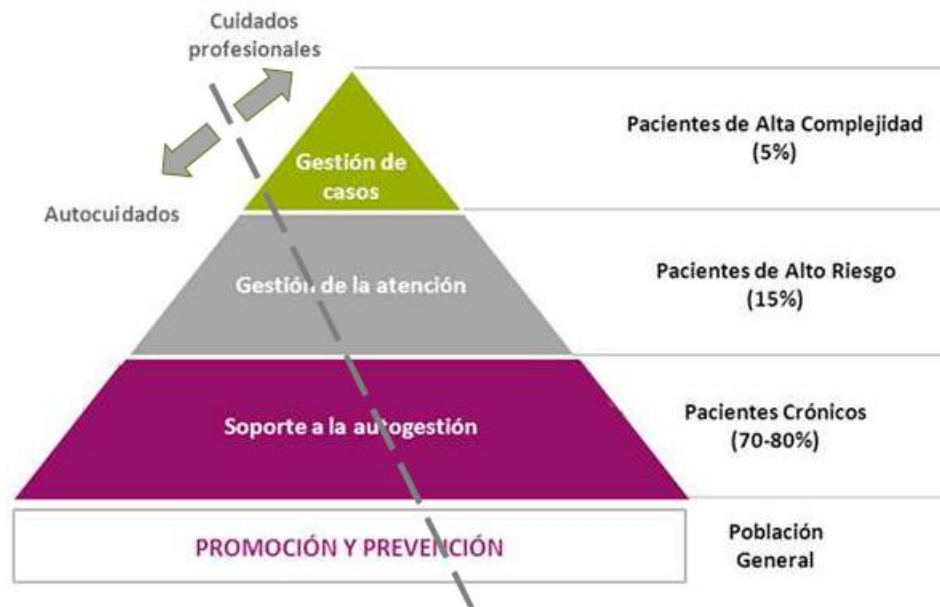 Cuidados
profesionales
Autocuidados
Gestión de
casos
Pacientes de Alta Complejidad
(5%)
Gestión de la atención
Pacientes de Alto Riesgo
(15%)
Soporte a la autogestión
Pacientes Crónicos
(70-80%)
PROMOCIÓN Y PREVENCIÓN
Población
General